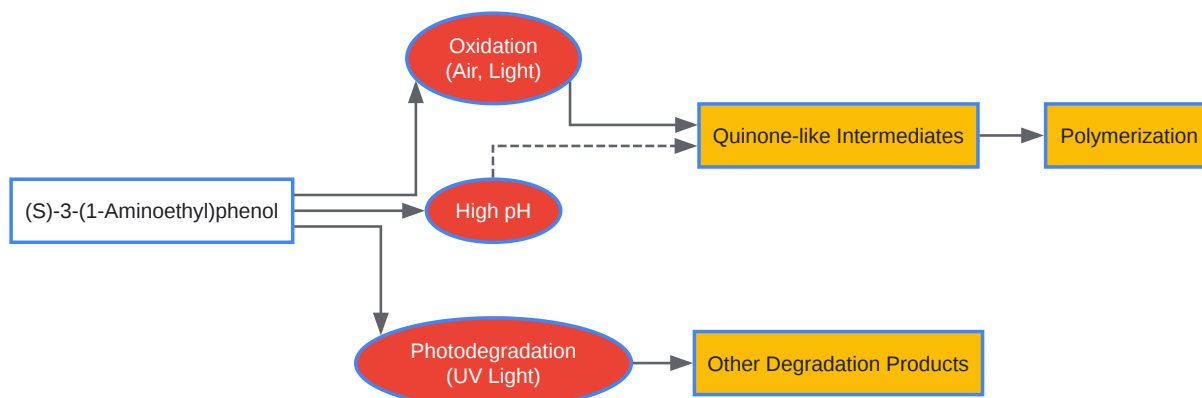 Oxidation
(Air, Light)
Quinone-like Intermediates
Polymerization
(S)-3-(1-Aminoethyl)phenol
High pH
Photodegradation
(UV Light)
Other Degradation Products